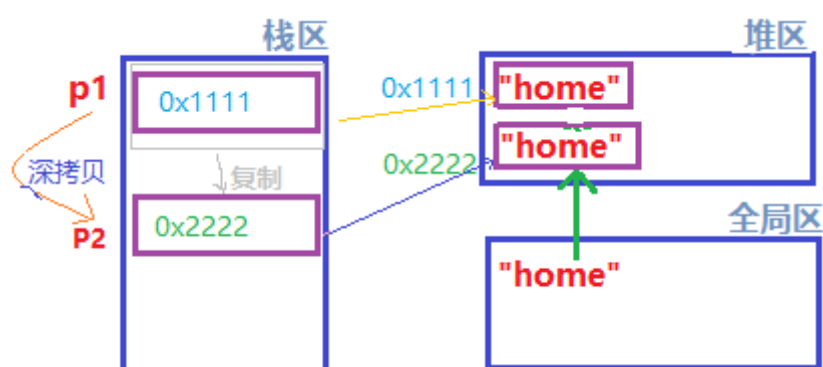 栈区
堆区
p1
0x1111
0x1111
"home"
"home"
深拷贝
复制
0x2222
P2
0x2222
全局区
"home"